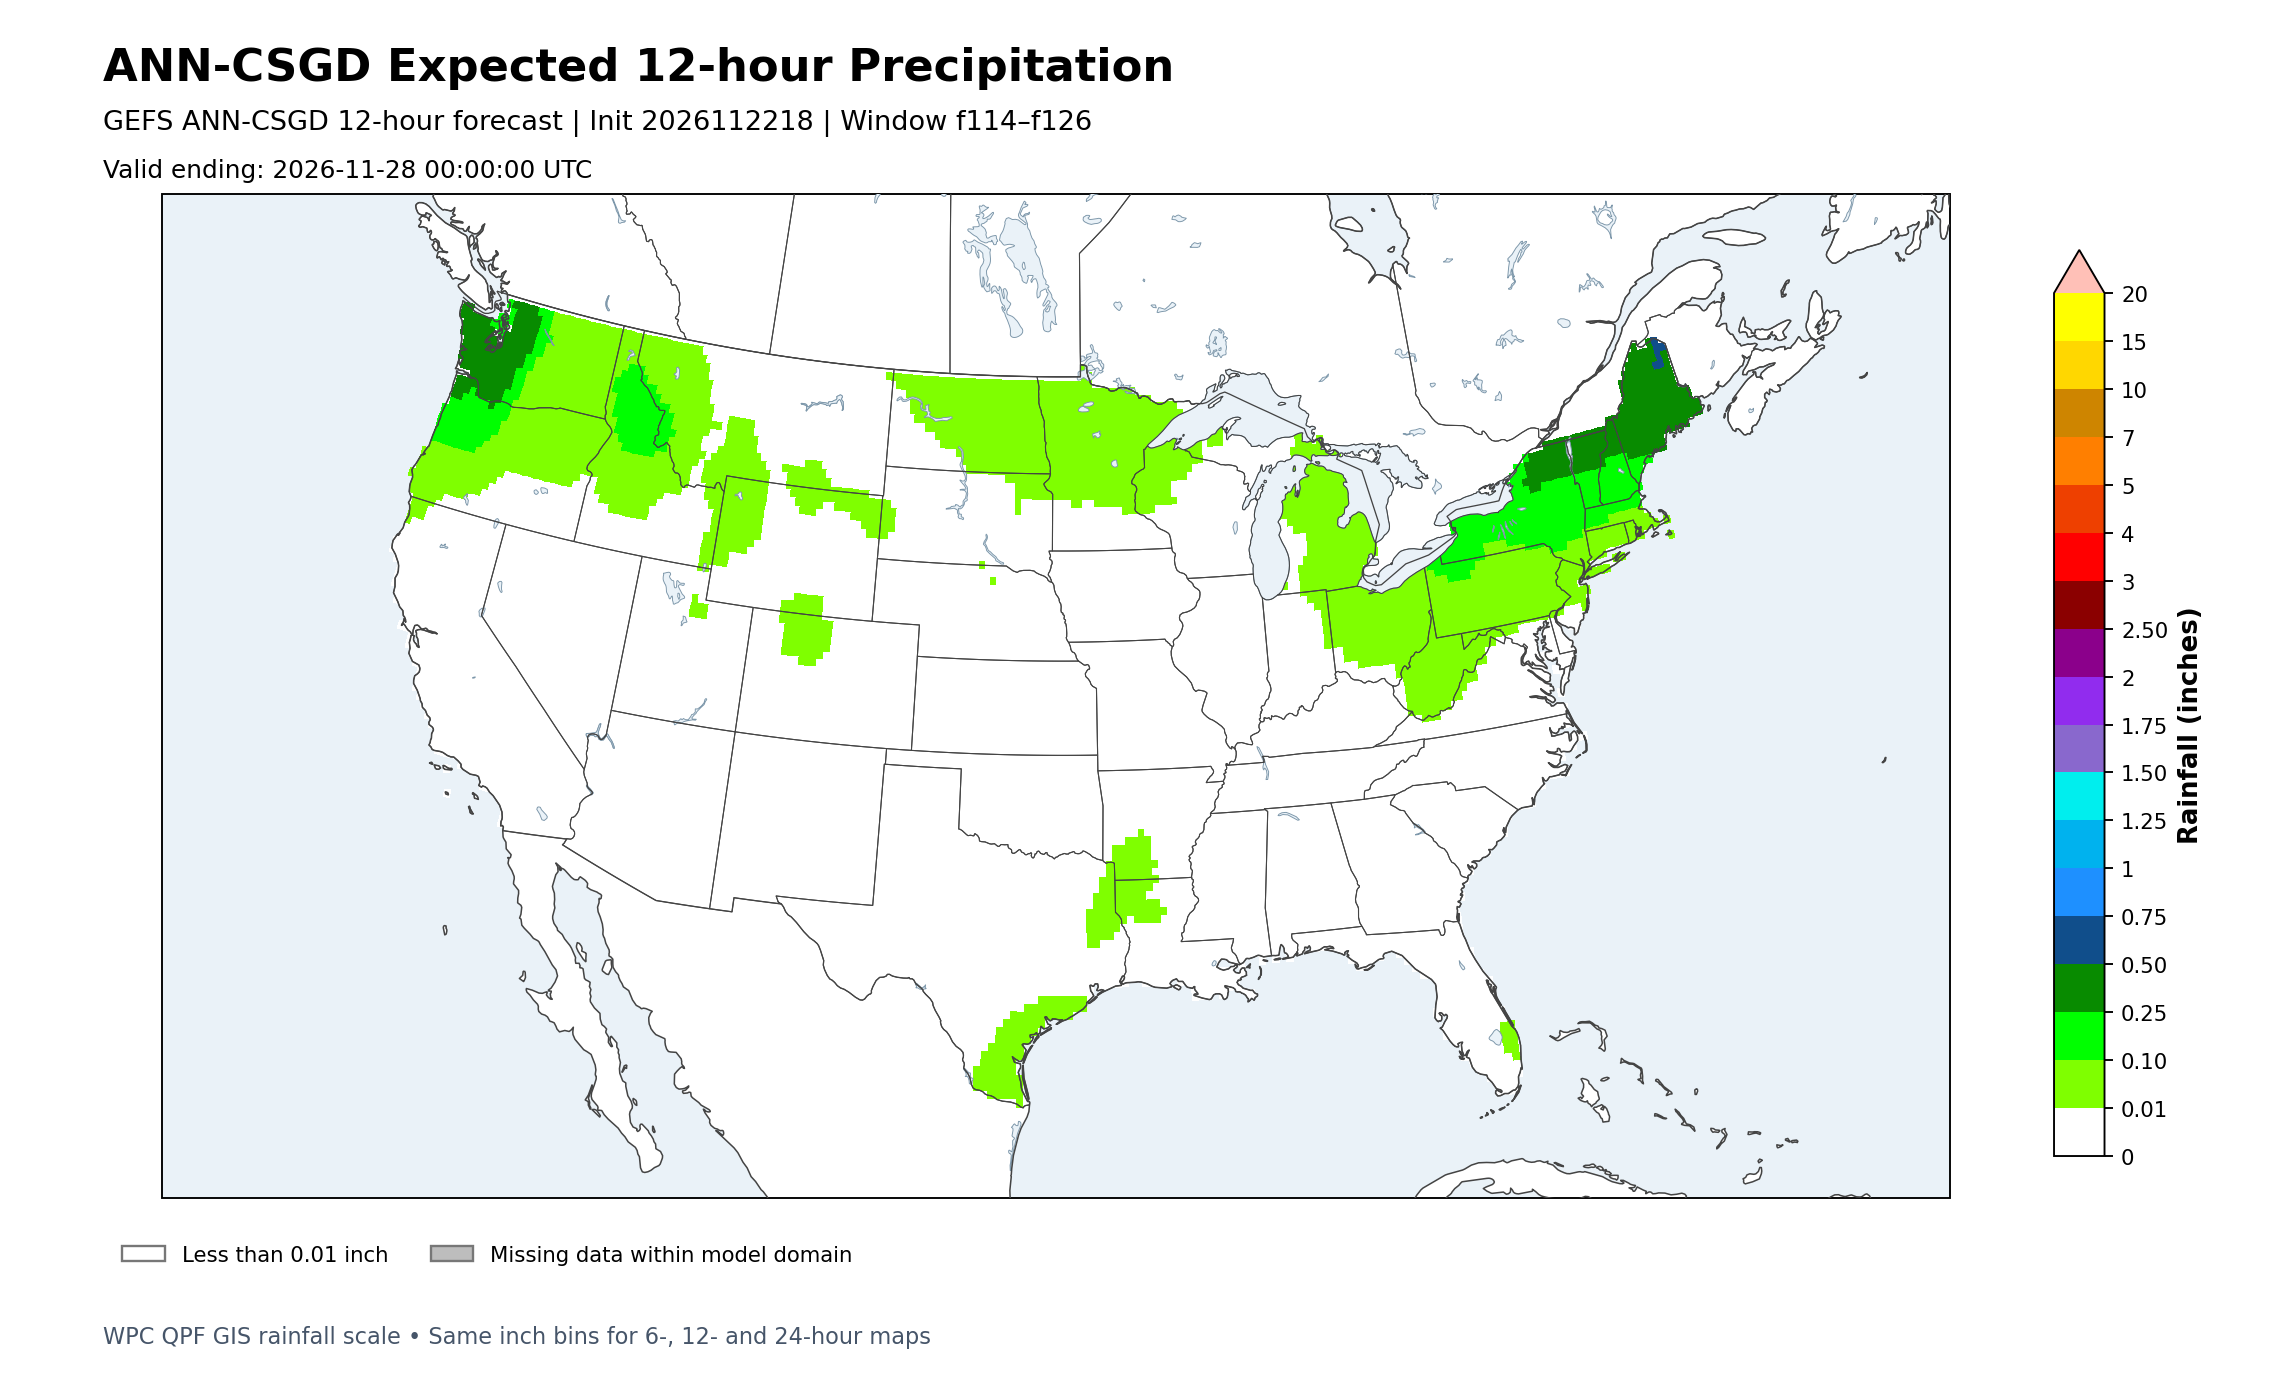 ANN-CSGD Expected 12-hour Precipitation
GEFS ANN-CSGD 12-hour forecast | Init 2026112218 | Window f114–f126
Valid ending: 2026-11-28 00:00:00 UTC
20
15
10
7
5
4
3
2.50
2
1.75
1.50
1.25
1
0.75
0.50
0.25
0.10
0.01
0
Rainfall (inches)
Less than 0.01 inch
Missing data within model domain
WPC QPF GIS rainfall scale • Same inch bins for 6-, 12- and 24-hour maps